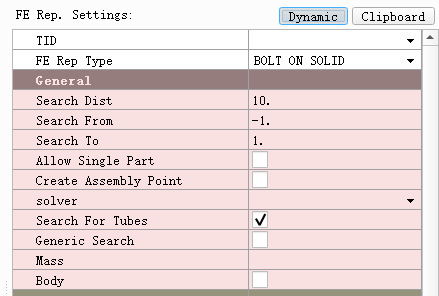 FE Rep. Settings: Dynamic Clipboard
TID
FE Rep Type BOLT ON SOLID
General
Search Dist 10.
Search From -1.
Search To 1.
Allow Single Part
Create Assembly Point
solver
Search For Tubes
Generic Search
Mass
Body